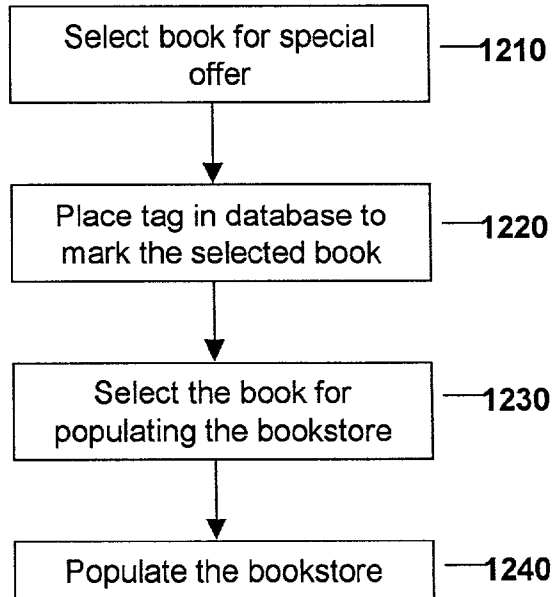 Select book for special
offer
1210
Place tag in database to
mark the selected book
1220
Select the book for
populating the bookstore
1230
Populate the bookstore
1240